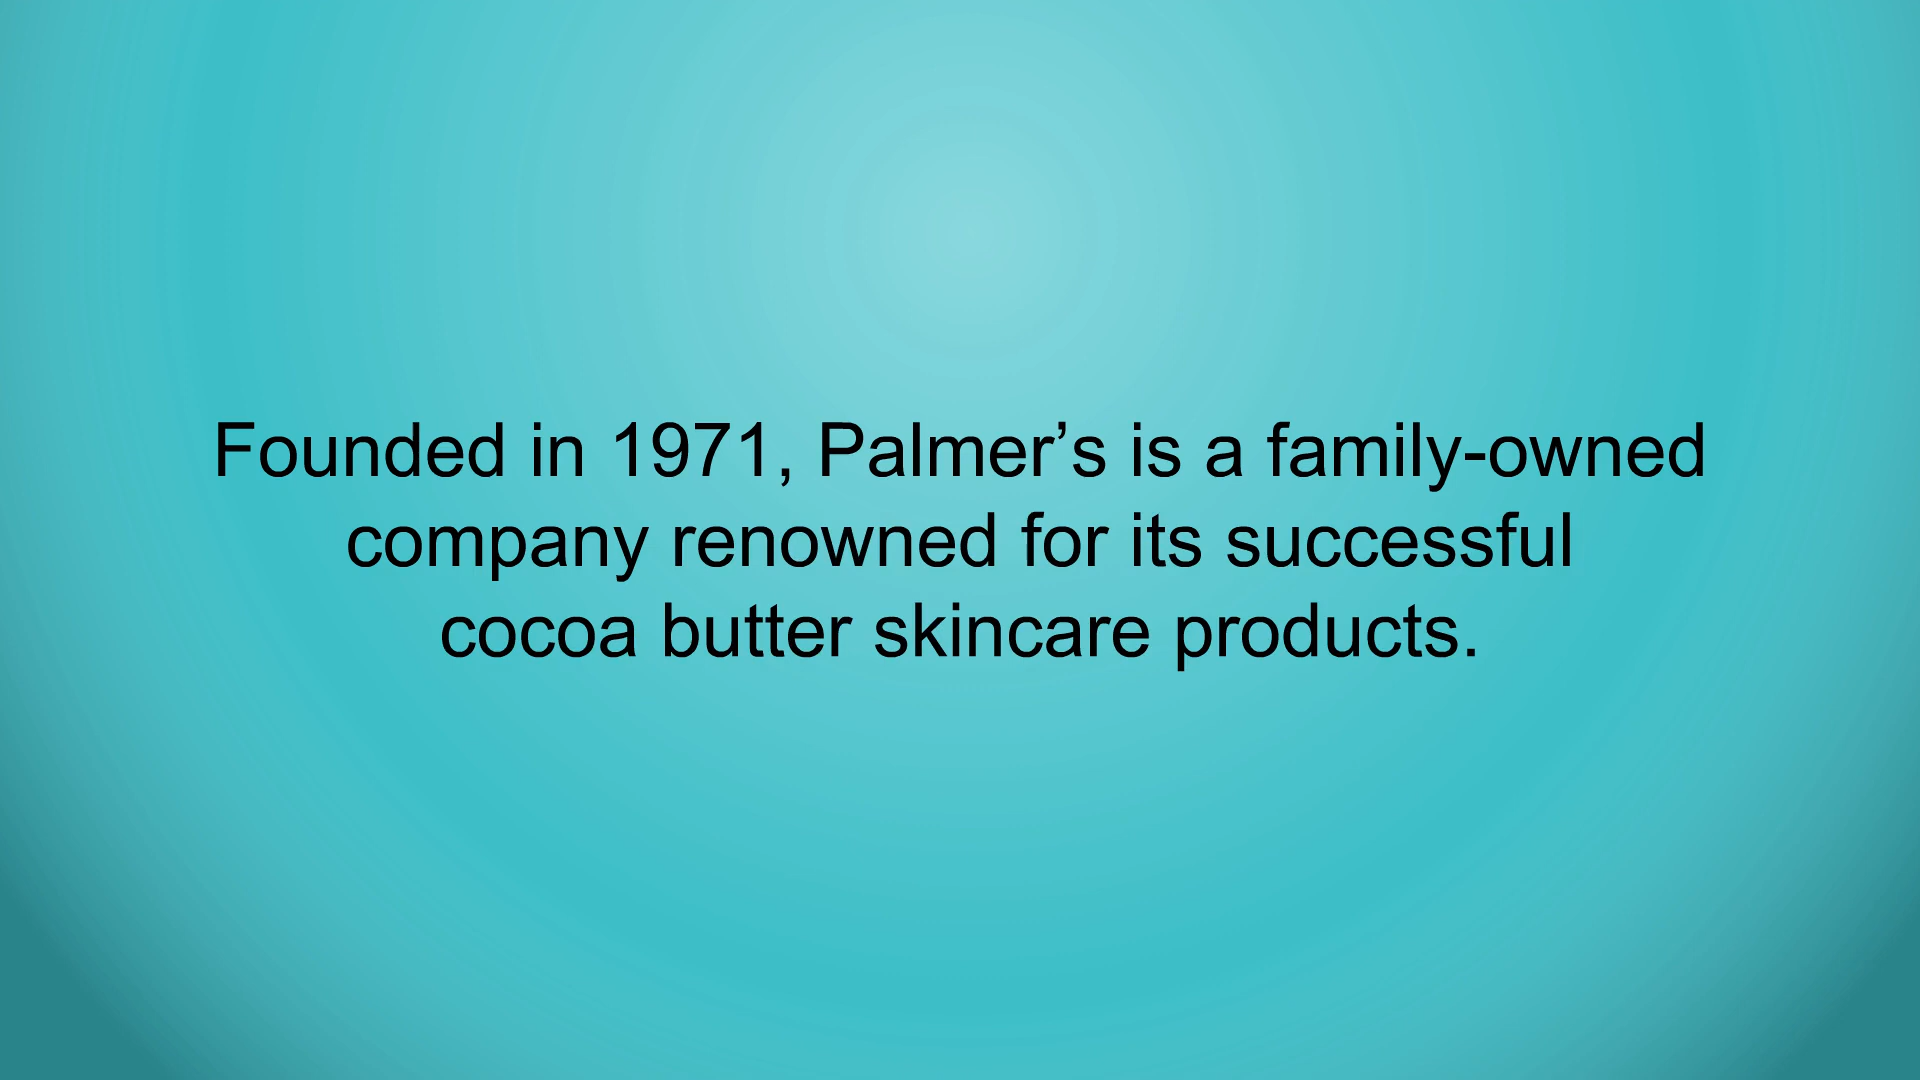 Founded in 1971, Palmer’s is a family-owned
company renowned for its successful
cocoa butter skincare products.